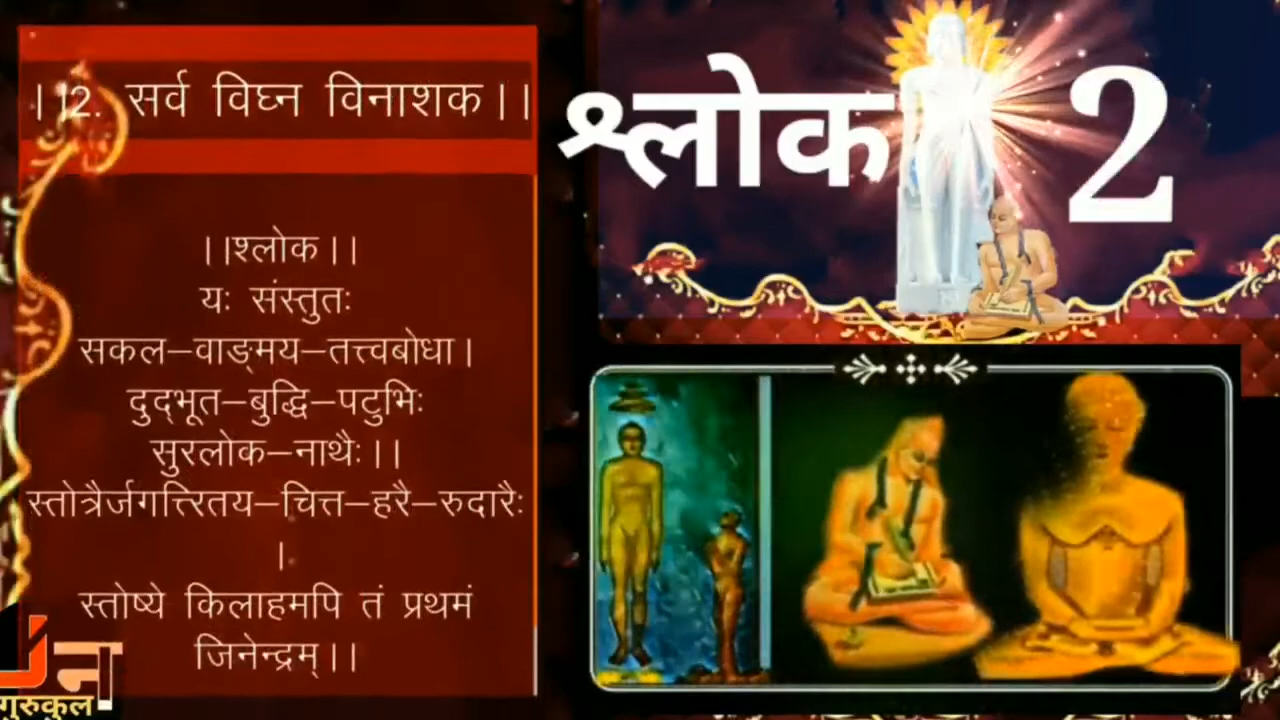 ||2. सर्व विघ्न विनाशक||
||श्लोक||
यः संस्तुतः
सकल–वाङ्मय–तत्त्वबोधा|
दुद्भूत–बुद्धि–पटुभिः
सुरलोक–नाथैः||
स्तोत्रैर्जगत्त्रितय–चित्त–हरै–रुदारैः
|
स्तोष्ये किलाहमपि तं प्रथमं
जिनेन्द्रम्||
श्लोक 2
गुरुकुल